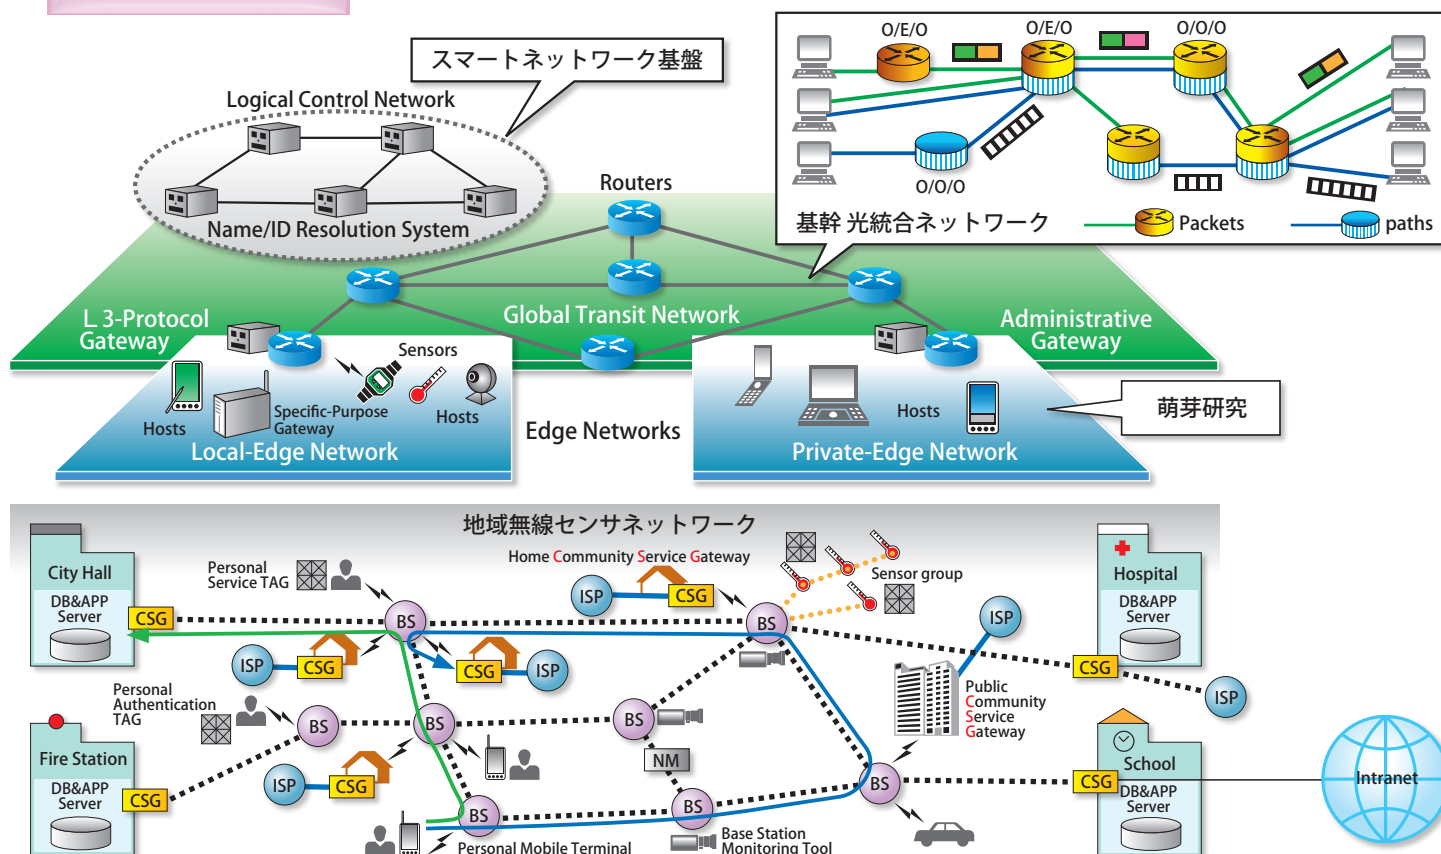 スマートネットワーク基盤
Logical Control Network
Name/ID Resolution System
O/E/O
O/E/O
O/O/O
O/O/O
基幹 光統合ネットワーク
Packets
paths
Routers
Global Transit Network
L3-Protocol
Gateway
Administrative
Gateway
Sensors
Hosts
Specific-Purpose
Gateway
Hosts
Local-Edge Network
Edge Networks
Hosts
Private-Edge Network
萌芽研究
地域無線センサネットワーク
City Hall
DB&APP
Server
CSG
Personal
Service TAG
BS
ISP
CSG
CSG
ISP
Home Community Service Gateway
ISP
CSG
BS
Sensor group
ISP
Public
Community
Service
Gateway
Hospital
DB&APP
Server
CSG
ISP
Personal
Authentication
TAG
BS
BS
BS
NM
ISP
CSG
Fire Station
DB&APP
Server
CSG
BS
Personal Mobile Terminal
BS
Base Station
Monitoring Tool
BS
School
DB&APP
Server
CSG
Intranet